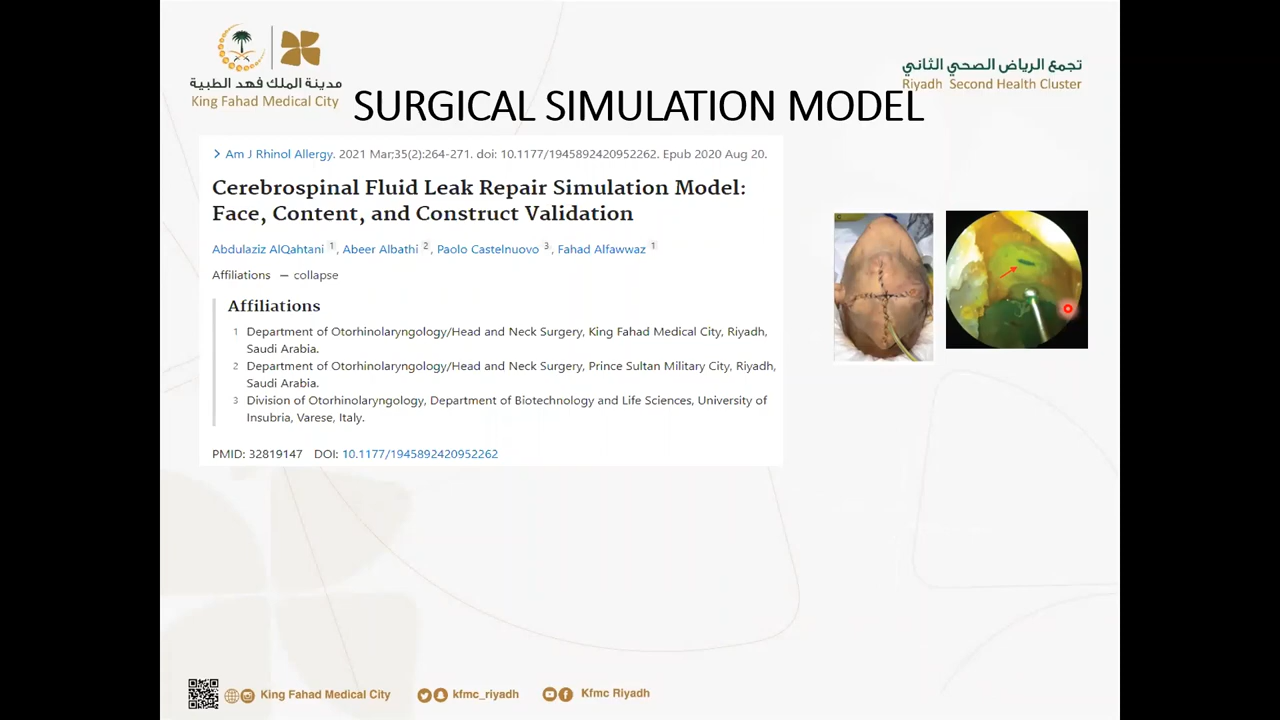 مدينة الملك فهد الطبية
King Fahad Medical City
تجمع الرياض الصحي الثاني
Riyadh Second Health Cluster
SURGICAL SIMULATION MODEL
> Am J Rhinol Allergy. 2021 Mar;35(2):264-271. doi: 10.1177/1945892420952262. Epub 2020 Aug 20.
Cerebrospinal Fluid Leak Repair Simulation Model:
Face, Content, and Construct Validation
Abdulaziz AlQahtani 1, Abeer Albathi 2, Paolo Castelnuovo 3, Fahad Alfawwaz 1
Affiliations — collapse
Affiliations
1 Department of Otorhinolaryngology/Head and Neck Surgery, King Fahad Medical City, Riyadh,
Saudi Arabia.
2 Department of Otorhinolaryngology/Head and Neck Surgery, Prince Sultan Military City, Riyadh,
Saudi Arabia.
3 Division of Otorhinolaryngology, Department of Biotechnology and Life Sciences, University of
Insubria, Varese, Italy.
PMID: 32819147 DOI: 10.1177/1945892420952262
King Fahad Medical City kfmc_riyadh Kfmc Riyadh